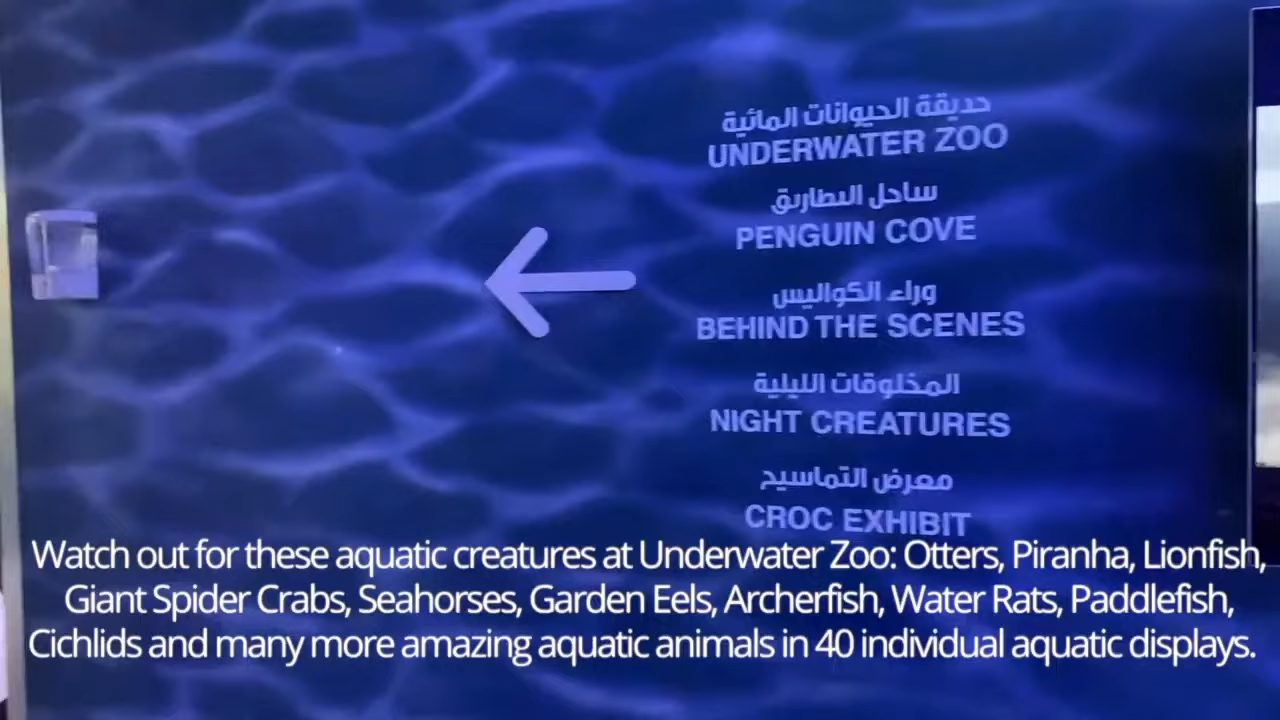 حديقة الحيوانات المائية
UNDERWATER ZOO
ساحل البطاريق
PENGUIN COVE
وراء الكواليس
BEHIND THE SCENES
المخلوقات الليلية
NIGHT CREATURES
معرض التماسيح
CROC EXHIBIT
Watch out for these aquatic creatures at Underwater Zoo: Otters, Piranha, Lionfish,
Giant Spider Crabs, Seahorses, Garden Eels, Archerfish, Water Rats, Paddlefish,
Cichlids and many more amazing aquatic animals in 40 individual aquatic displays.